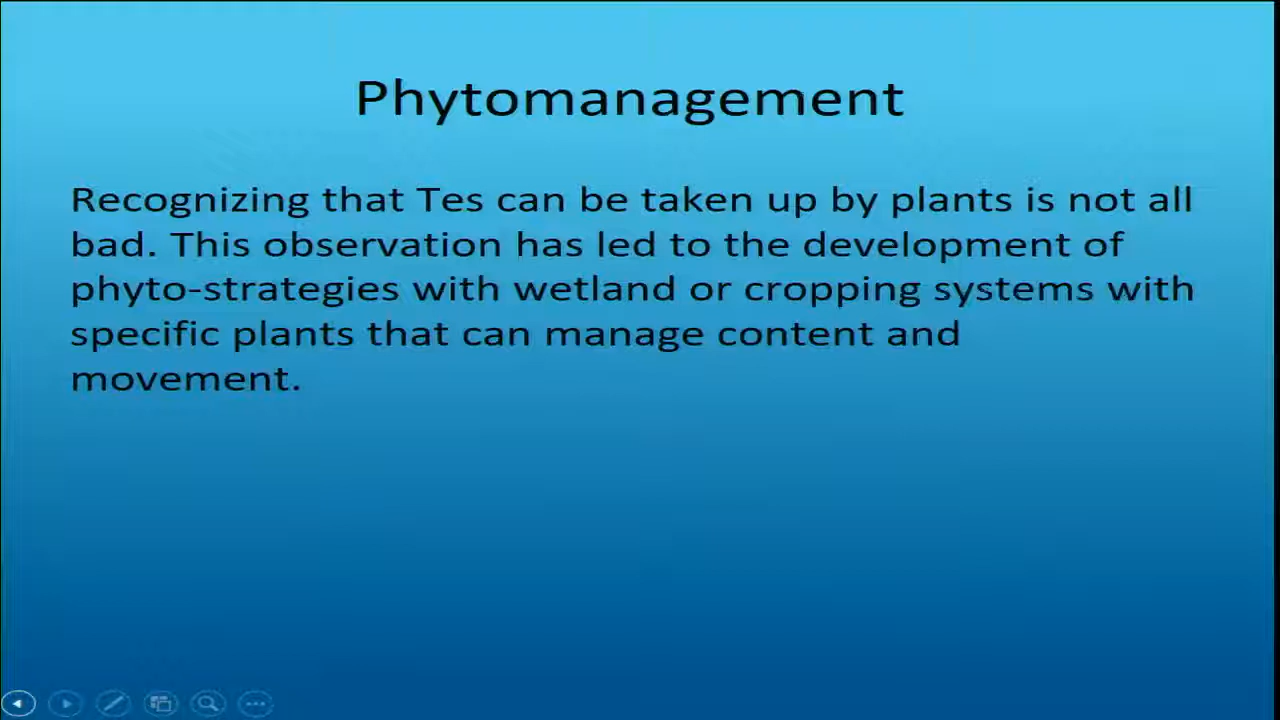 Phytomanagement
Recognizing that Tes can be taken up by plants is not all
bad. This observation has led to the development of
phyto-strategies with wetland or cropping systems with
specific plants that can manage content and
movement.